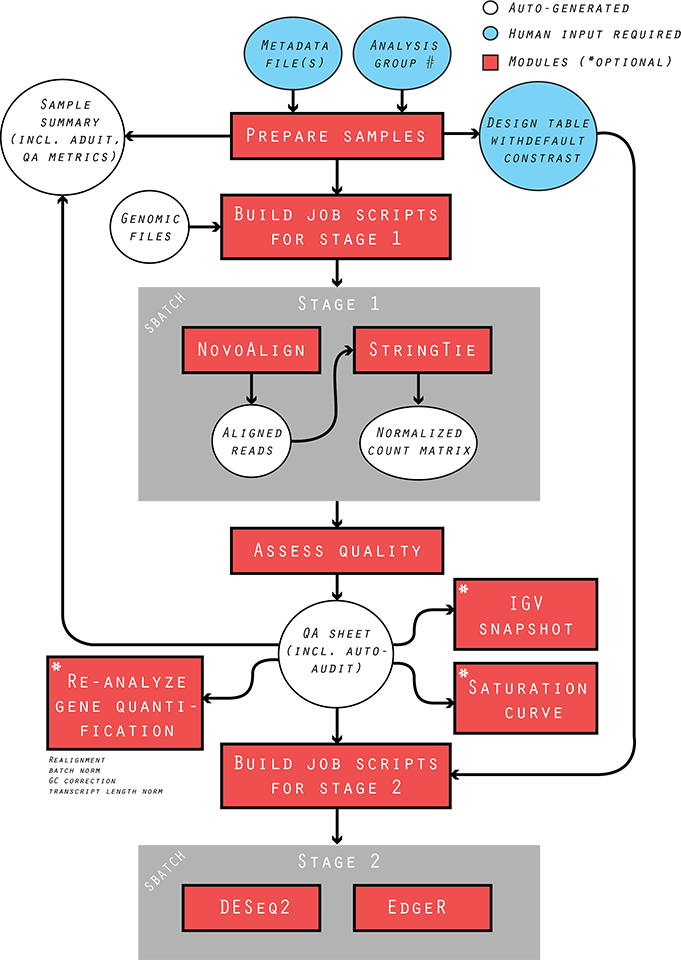 Auto-generated
Human input required
Modules (*optional)
Metadata
file(s)
Analysis
group #
Sample
summary
(incl. aduit,
QA metrics)
Prepare samples
Design table
withdefault
constrast
Genomic
files
Build job scripts
for stage 1
SBATCH
Stage 1
NovoAlign
StringTie
Aligned
reads
Normalized
count matrix
Assess quality
QA sheet
(incl. auto-
audit)
*
IGV
snapshot
*
Re-analyze
gene quanti-
fication
*
Saturation
curve
Realignment
batch norm
GC correction
transcript length norm
Build job scripts
for stage 2
SBATCH
Stage 2
DESeq2
EdgeR